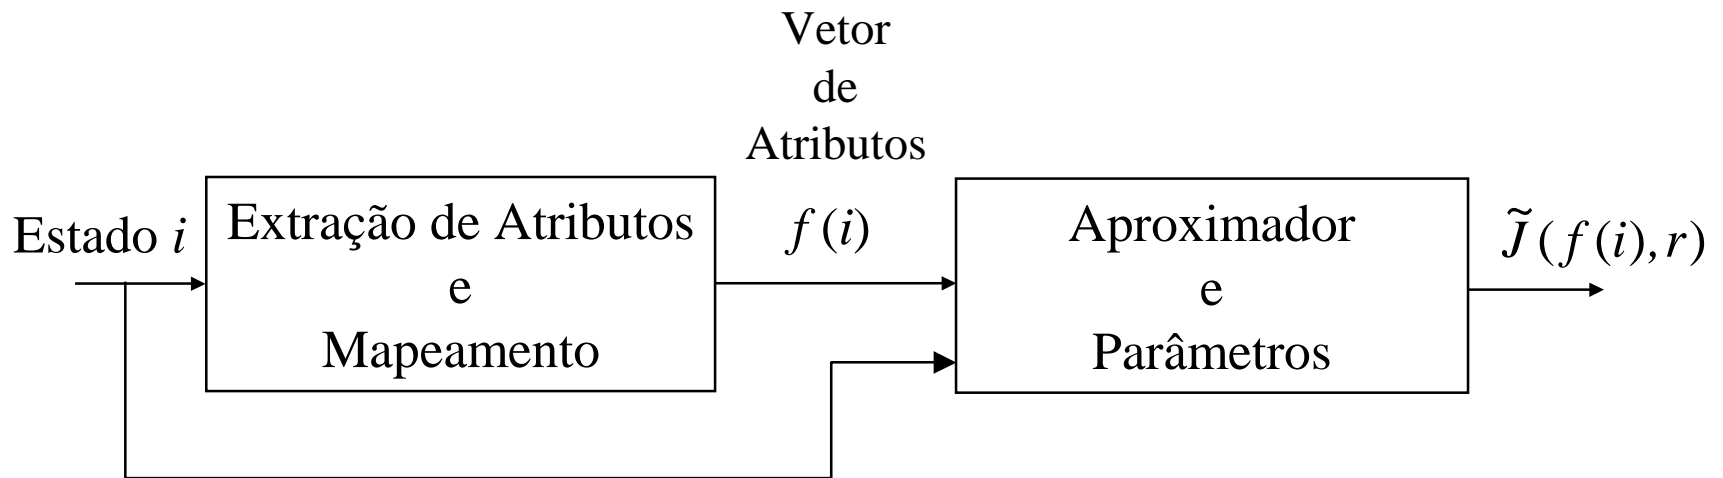 Vetor
de
Atributos
Estado i
Extração de Atributos
e
Mapeamento
f(i)
Aproximador
e
Parâmetros
J̃(f(i),r)